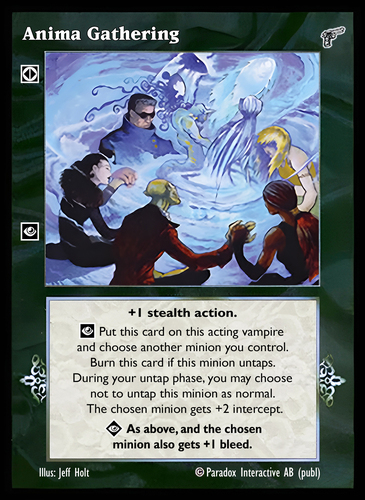 Anima Gathering
+1 stealth action.
Put this card on this acting vampire
and choose another minion you control.
Burn this card if this minion untaps.
During your untap phase, you may choose
not to untap this minion as normal.
The chosen minion gets +2 intercept.
As above, and the chosen
minion also gets +1 bleed.
Illus: Jeff Holt © Paradox Interactive AB (publ)